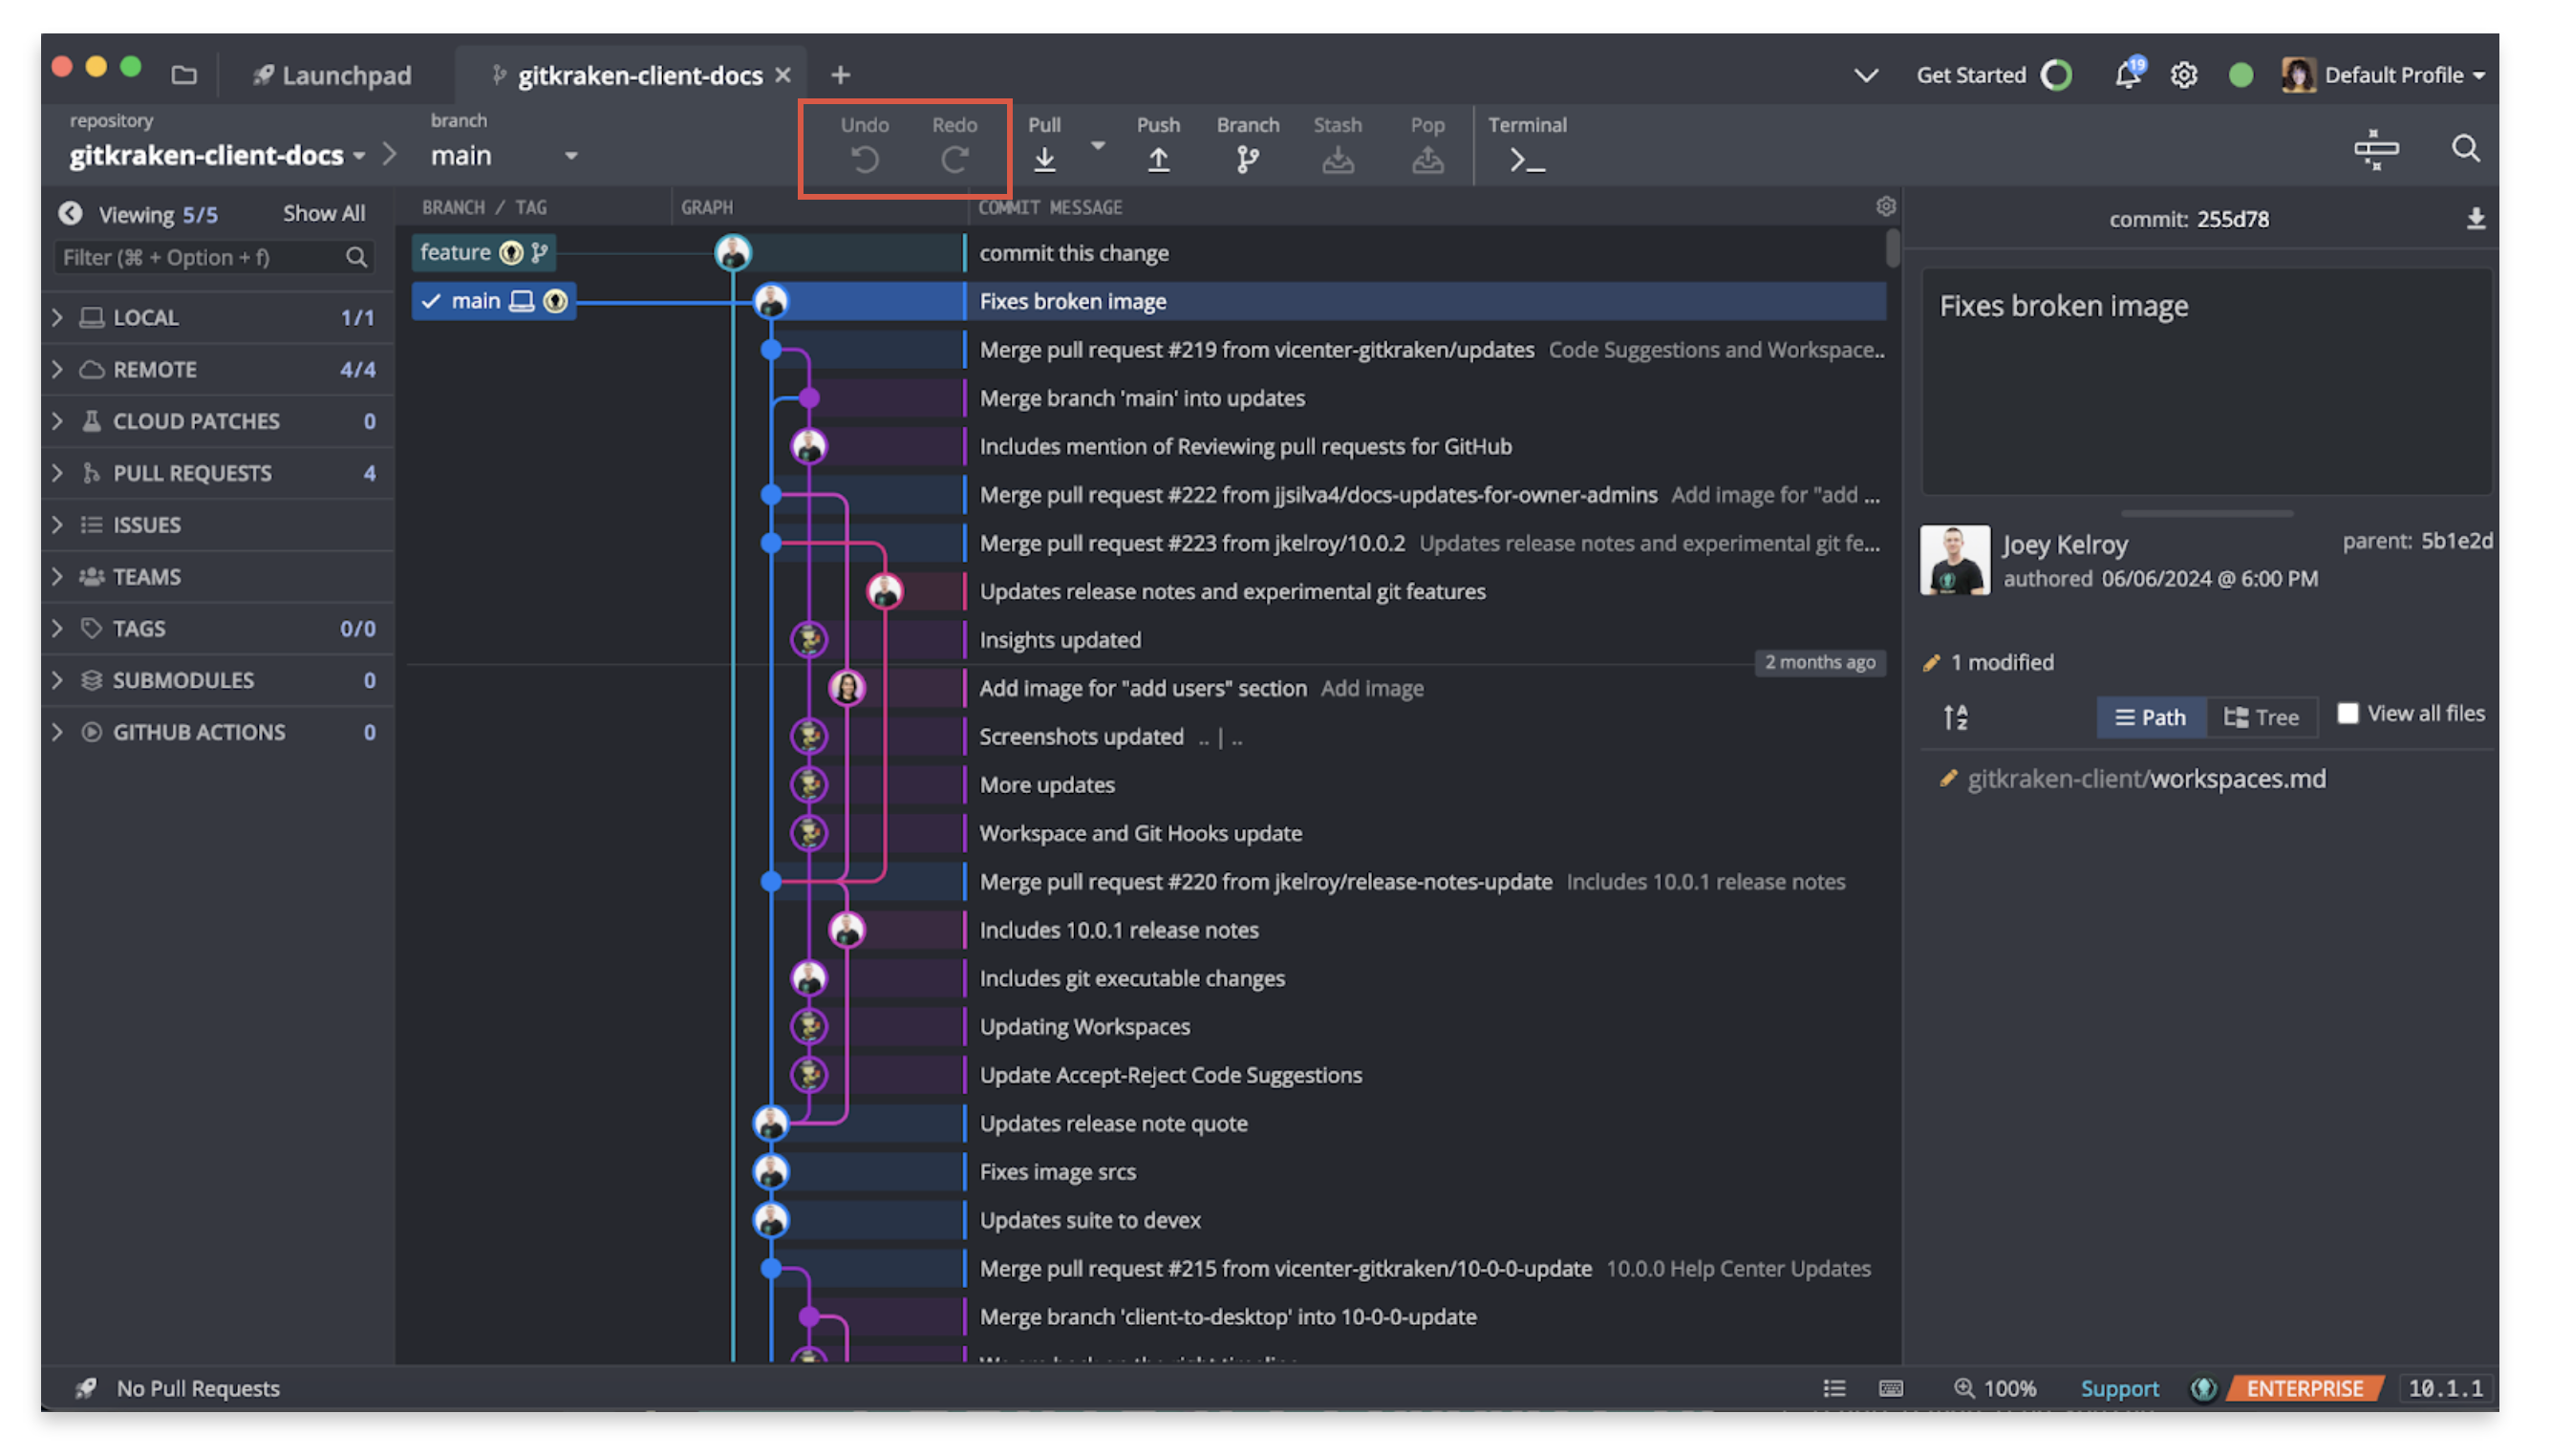 Launchpad
gitkraken-client-docs
Get Started
19
Default Profile
repository
gitkraken-client-docs
branch
main
Undo
Redo
Pull
Push
Branch
Stash
Pop
Terminal
Viewing 5/5
Show All
Filter (⌘ + Option + f)
LOCAL 1/1
REMOTE 4/4
CLOUD PATCHES 0
PULL REQUESTS 4
ISSUES
TEAMS
TAGS 0/0
SUBMODULES 0
GITHUB ACTIONS 0
BRANCH / TAG
GRAPH
COMMIT MESSAGE
feature
commit this change
main
Fixes broken image
Merge pull request #219 from vicenter-gitkraken/updates Code Suggestions and Workspace..
Merge branch 'main' into updates
Includes mention of Reviewing pull requests for GitHub
Merge pull request #222 from jjsilva4/docs-updates-for-owner-admins Add image for "add ...
Merge pull request #223 from jkelroy/10.0.2 Updates release notes and experimental git fe...
Updates release notes and experimental git features
Insights updated
2 months ago
Add image for "add users" section Add image
Screenshots updated .. | ..
More updates
Workspace and Git Hooks update
Merge pull request #220 from jkelroy/release-notes-update Includes 10.0.1 release notes
Includes 10.0.1 release notes
Includes git executable changes
Updating Workspaces
Update Accept-Reject Code Suggestions
Updates release note quote
Fixes image srcs
Updates suite to devex
Merge pull request #215 from vicenter-gitkraken/10-0-0-update 10.0.0 Help Center Updates
Merge branch 'client-to-desktop' into 10-0-0-update
commit: 255d78
Fixes broken image
Joey Kelroy
authored 06/06/2024 @ 6:00 PM
parent: 5b1e2d
1 modified
A
Z
Path
Tree
View all files
gitkraken-client/workspaces.md
No Pull Requests
100%
Support
ENTERPRISE
10.1.1